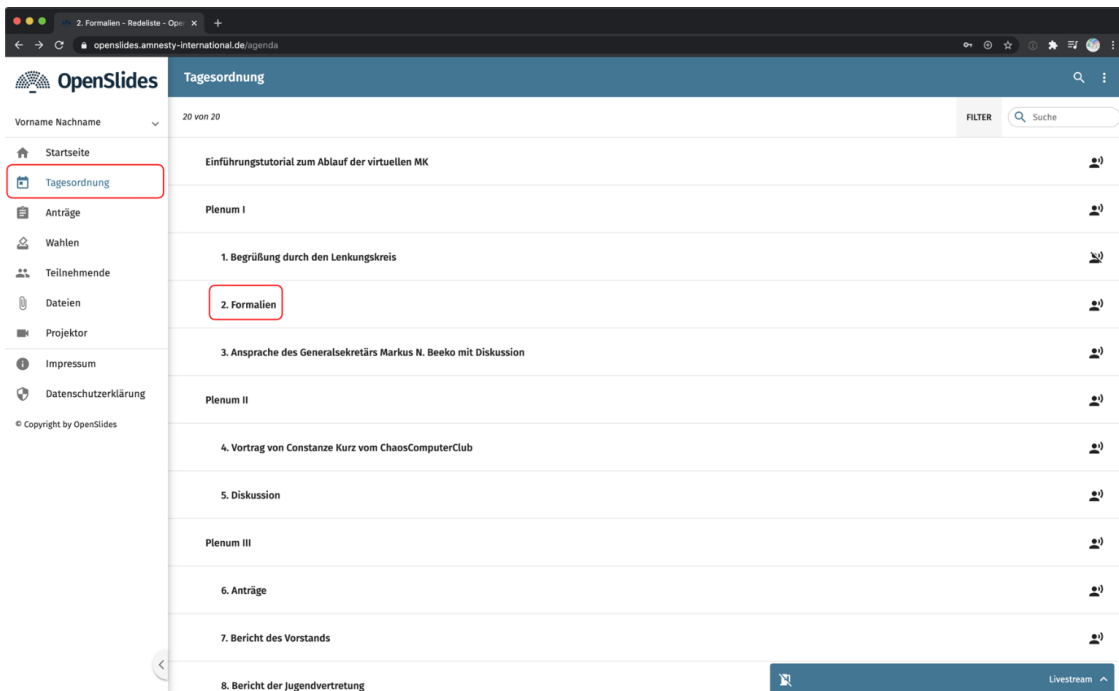 2. Formalien - Redeliste - Ope
openslides.amnesty-international.de/agenda
OpenSlides
Tagesordnung
Vorname Nachname
20 von 20
FILTER
Suche
Startseite
Tagesordnung
Anträge
Wahlen
Teilnehmende
Dateien
Projektor
Impressum
Datenschutzerklärung
© Copyright by OpenSlides
Einführungstutorial zum Ablauf der virtuellen MK
Plenum I
1. Begrüßung durch den Lenkungskreis
2. Formalien
3. Ansprache des Generalsekretärs Markus N. Beeko mit Diskussion
Plenum II
4. Vortrag von Constanze Kurz vom ChaosComputerClub
5. Diskussion
Plenum III
6. Anträge
7. Bericht des Vorstands
8. Bericht der Jugendvertretung
Livestream